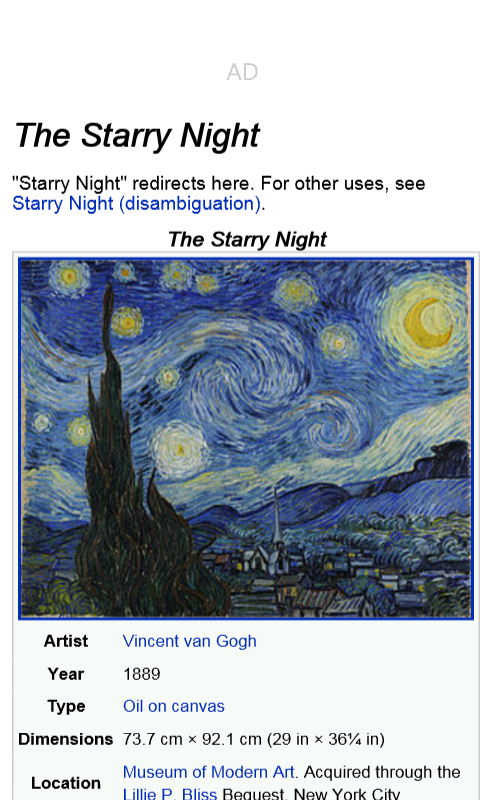 AD
The Starry Night
"Starry Night" redirects here. For other uses, see
Starry Night (disambiguation).
The Starry Night
Artist Vincent van Gogh
Year 1889
Type Oil on canvas
Dimensions 73.7 cm × 92.1 cm (29 in × 36¼ in)
Location Museum of Modern Art. Acquired through the
Lillie P. Bliss Bequest, New York City